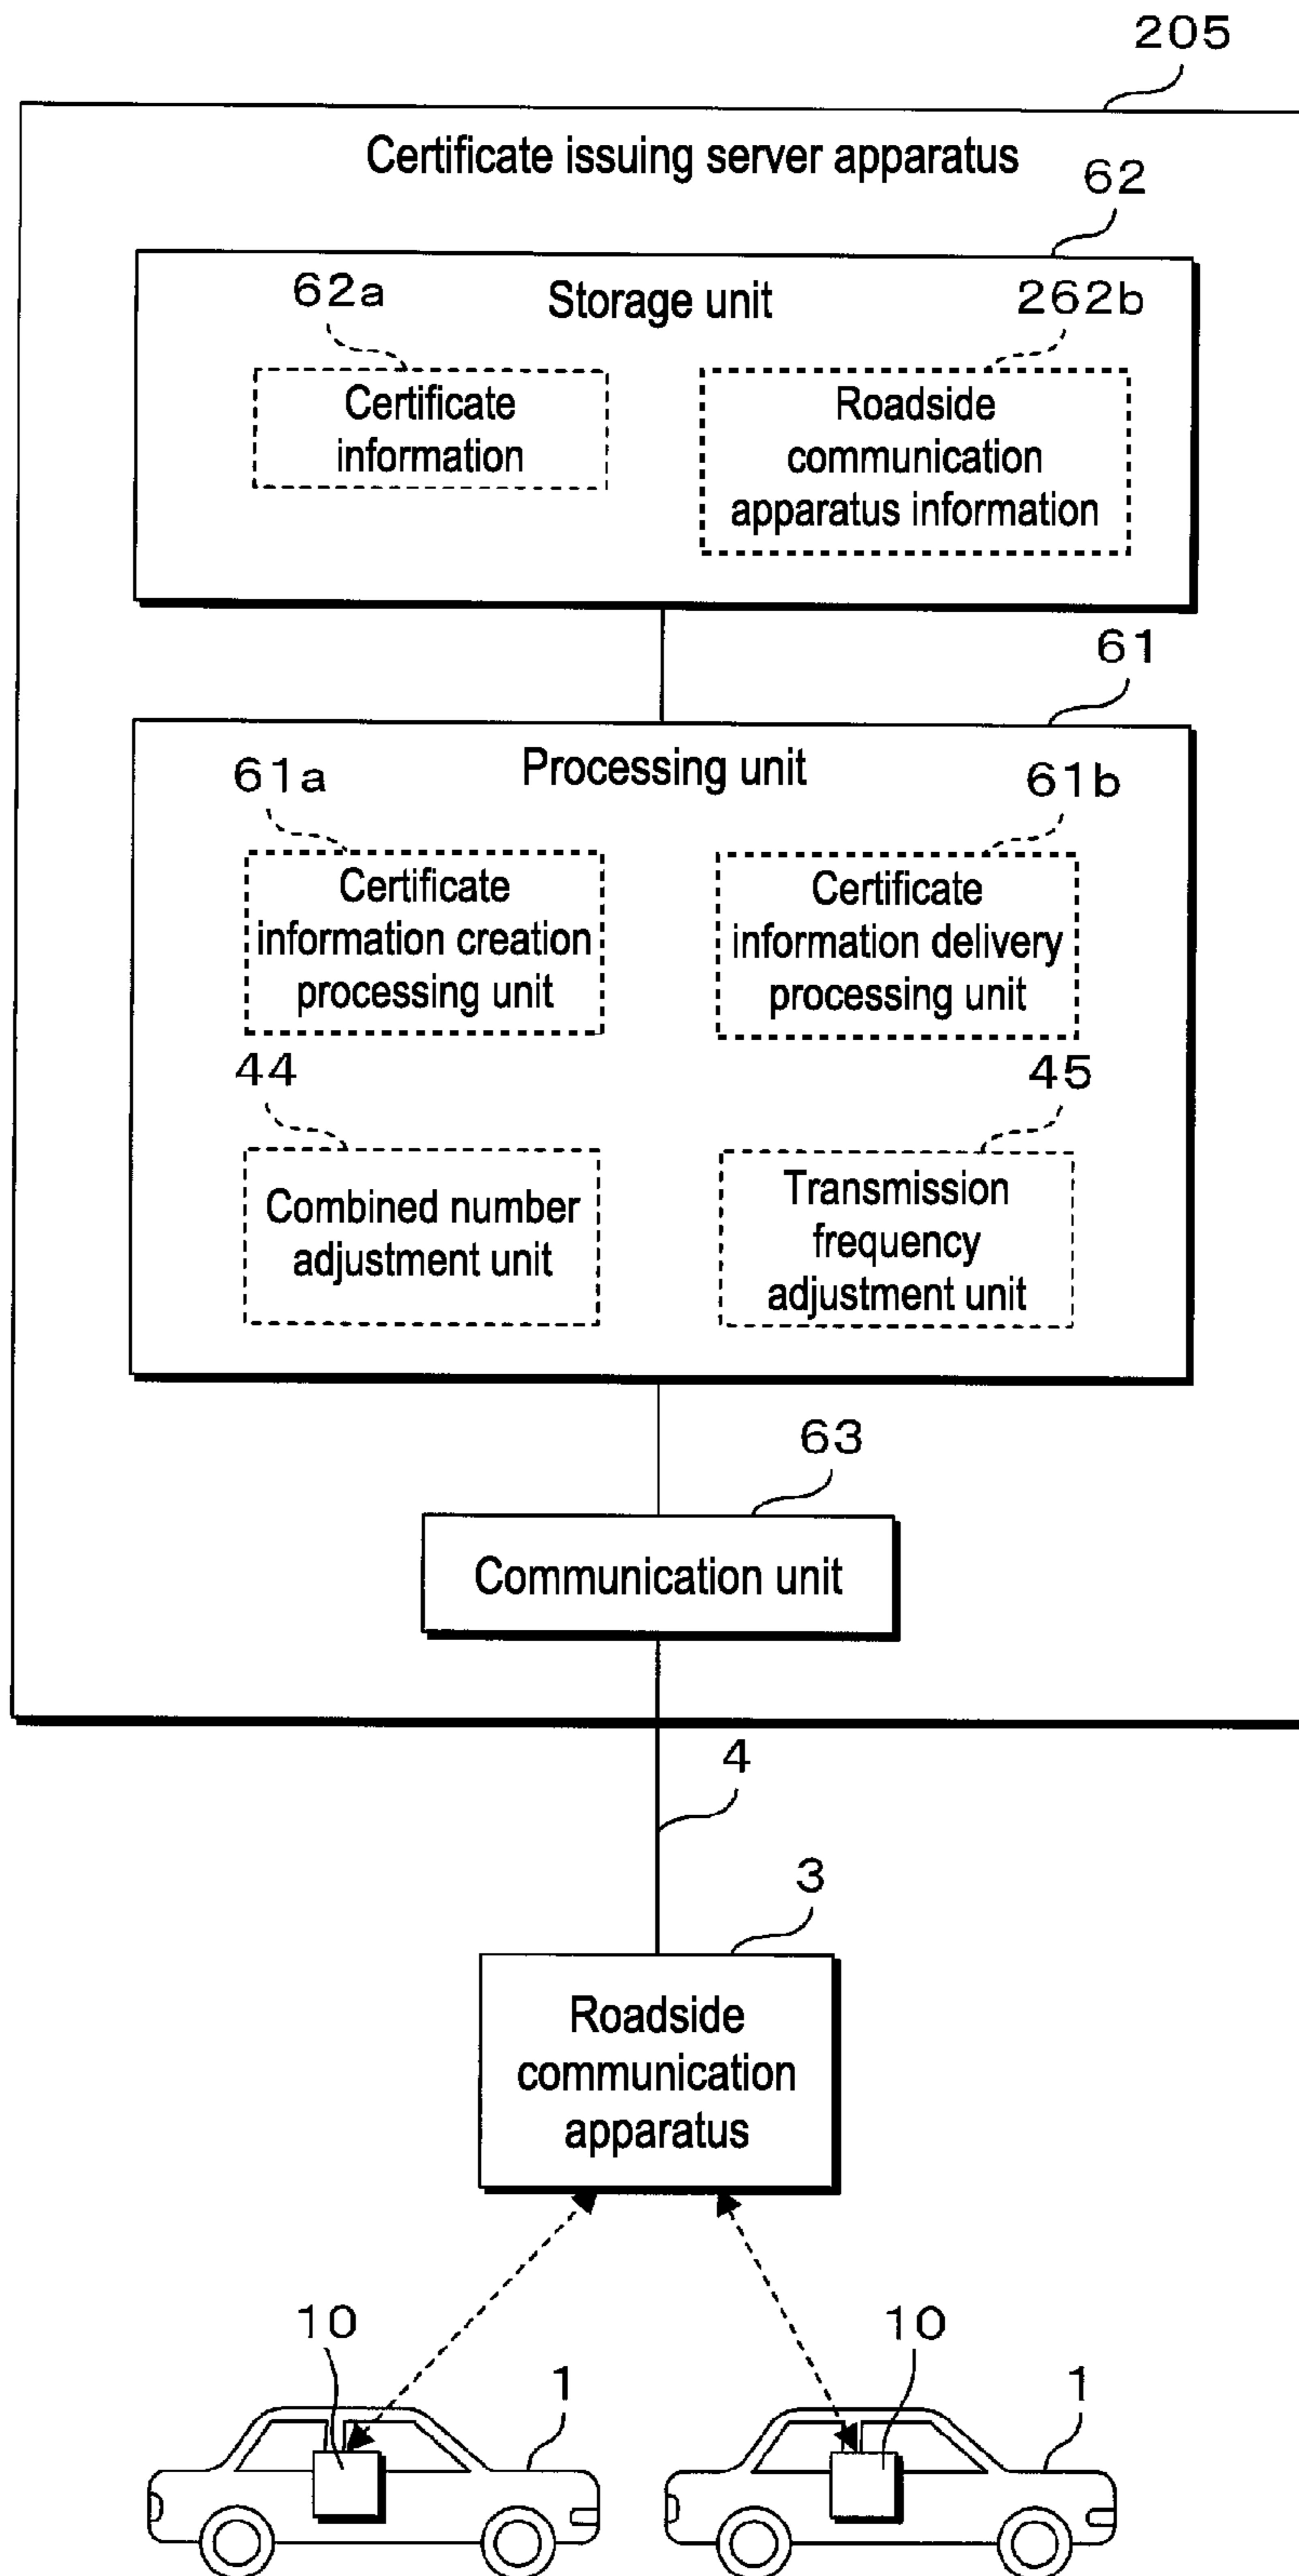 205
Certificate issuing server apparatus
62
62a
Storage unit
262b
Certificate
information
Roadside
communication
apparatus information
61
61a
Processing unit
61b
Certificate
information creation
processing unit
Certificate
information delivery
processing unit
44
45
Combined number
adjustment unit
Transmission
frequency
adjustment unit
63
Communication unit
4
3
Roadside
communication
apparatus
10
1
10
1